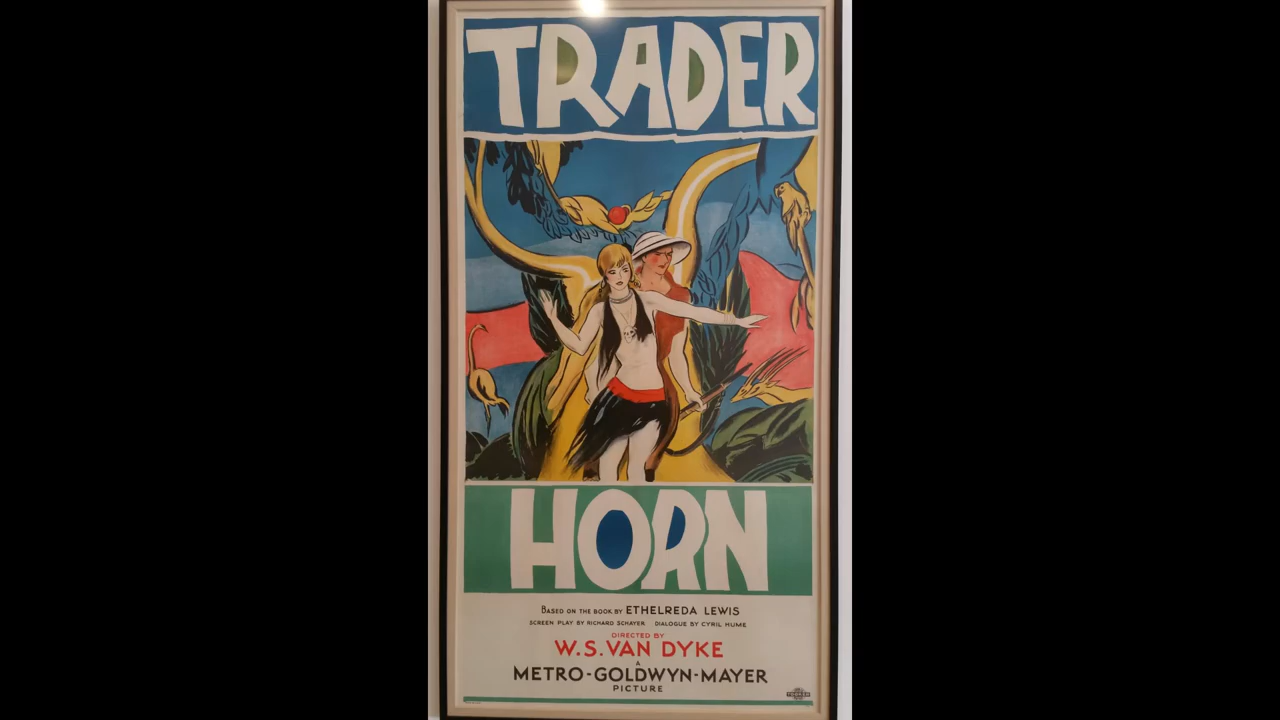 TRADER
HORN
BASED ON THE BOOK BY ETHELREDA LEWIS
SCREEN PLAY BY RICHARD SCHAYER DIALOGUE BY CYRIL HUME
DIRECTED BY
W.S. VAN DYKE
A
METRO-GOLDWYN-MAYER
PICTURE